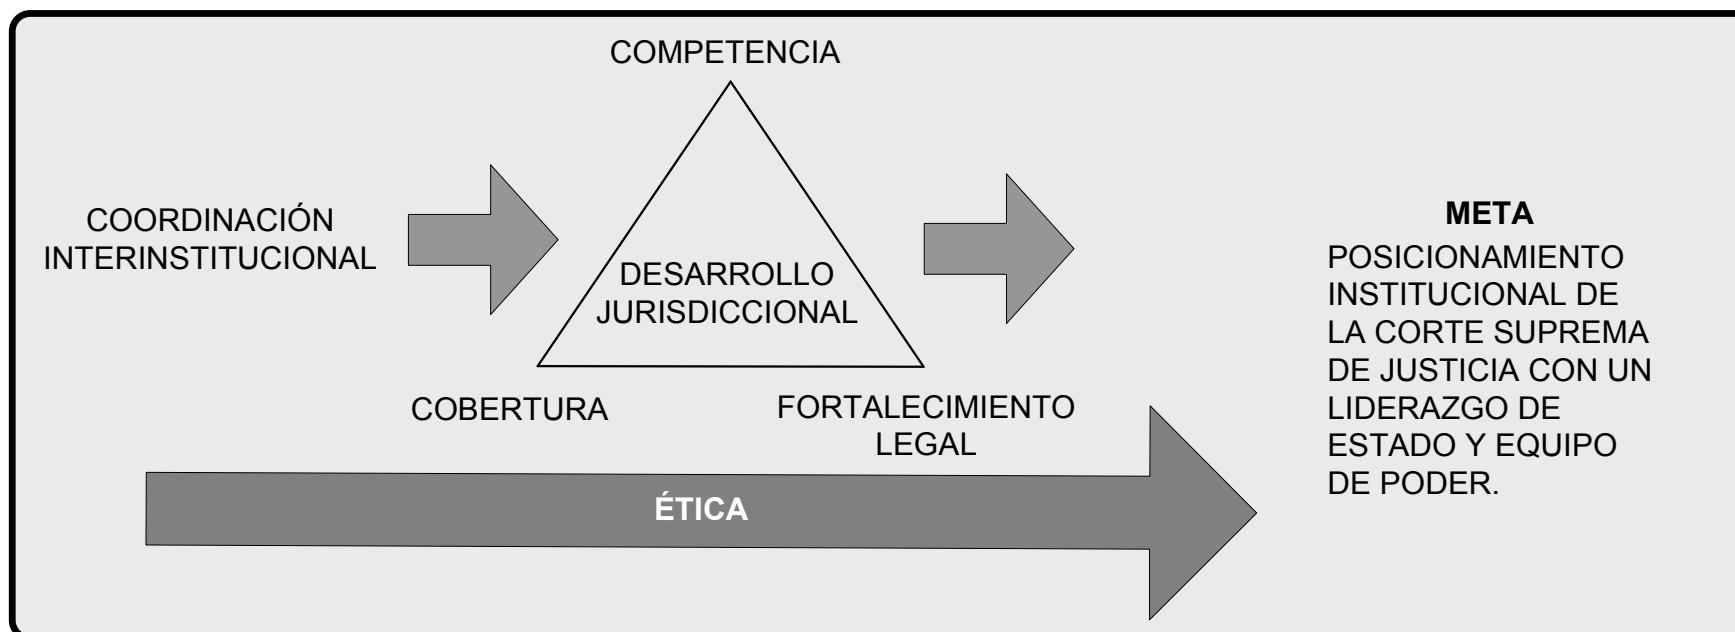 COMPETENCIA
COORDINACIÓN
INTERINSTITUCIONAL
DESARROLLO
JURISDICCIONAL
COBERTURA
FORTALECIMIENTO
LEGAL
ÉTICA
META
POSICIONAMIENTO
INSTITUCIONAL DE
LA CORTE SUPREMA
DE JUSTICIA CON UN
LIDERAZGO DE
ESTADO Y EQUIPO
DE PODER.